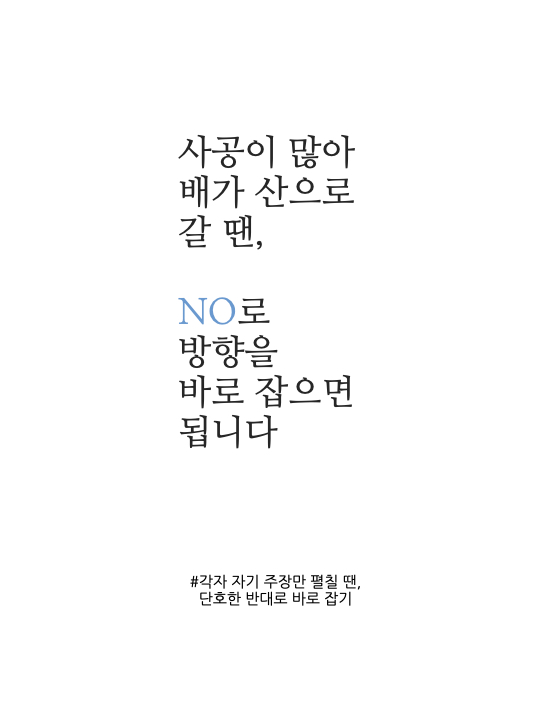 사공이 많아
배가 산으로
갈 땐,
NO로
방향을
바로 잡으면
됩니다
#각자 자기 주장만 펼칠 땐,
단호한 반대로 바로 잡기